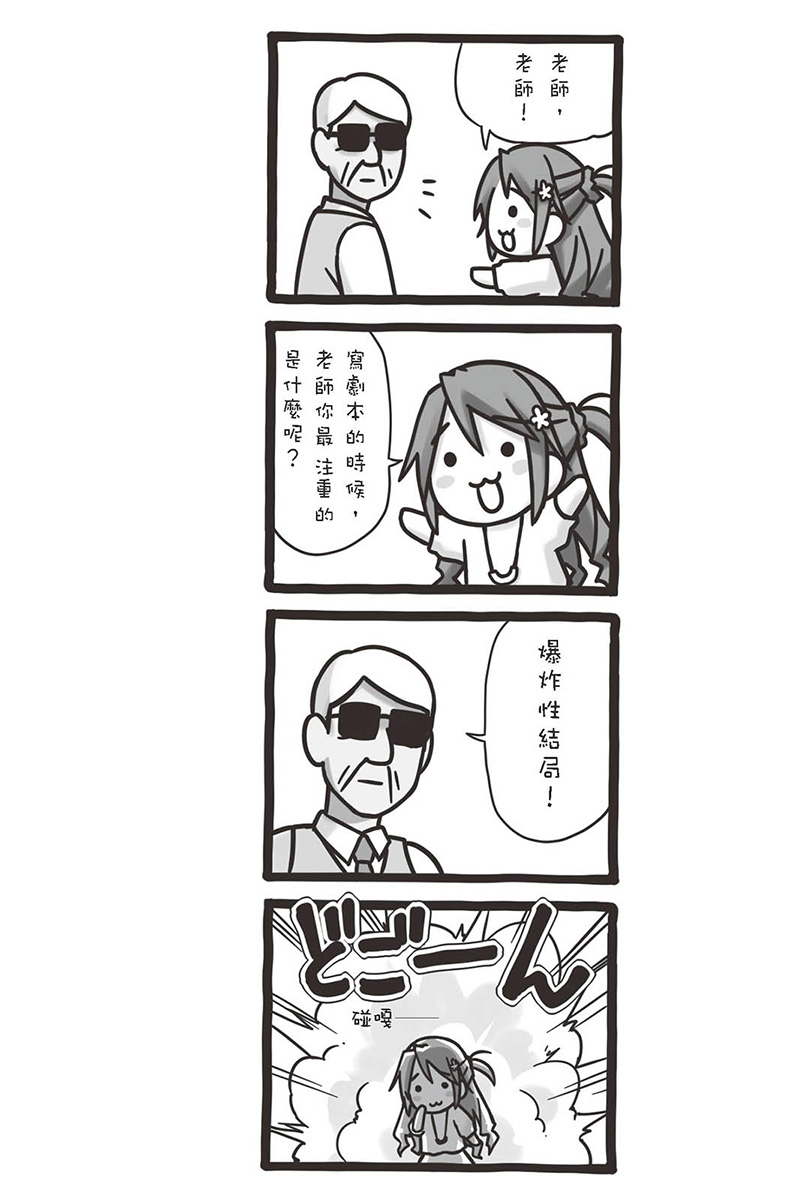 老師，
老師！
寫劇本的時候，
老師你最注重的
是什麼呢？
爆炸性結局！
どごーん
碰嘎——